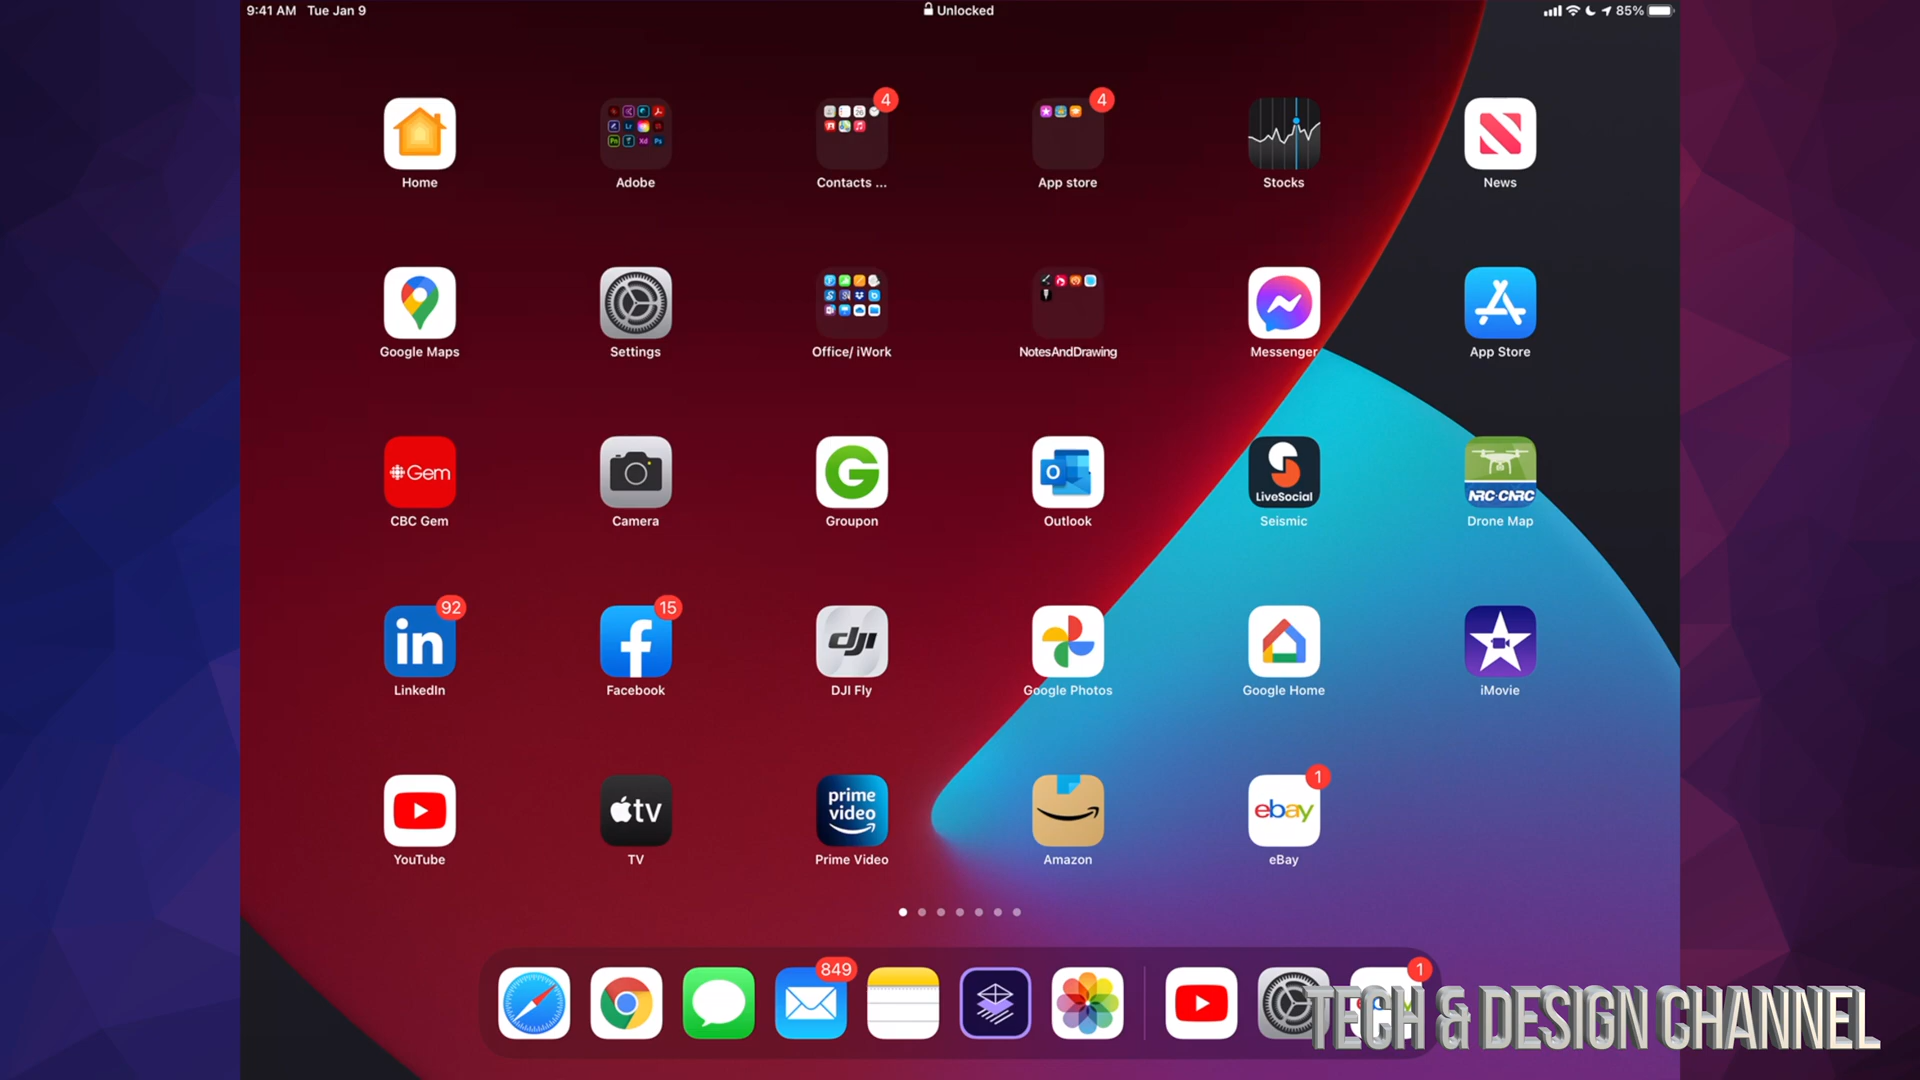 9:41 AM Tue Jan 9 Unlocked 85%
4 4
Home Adobe Contacts ... App store Stocks News
Google Maps Settings Office/ iWork NotesAndDrawing Messenger App Store
Gem LiveSocial NRC·CNRC
CBC Gem Camera Groupon Outlook Seismic Drone Map
92 15
in dji
LinkedIn Facebook DJI Fly Google Photos Google Home iMovie
1
tv prime video ebay
YouTube TV Prime Video Amazon eBay
849 1
TECH & DESIGN CHANNEL